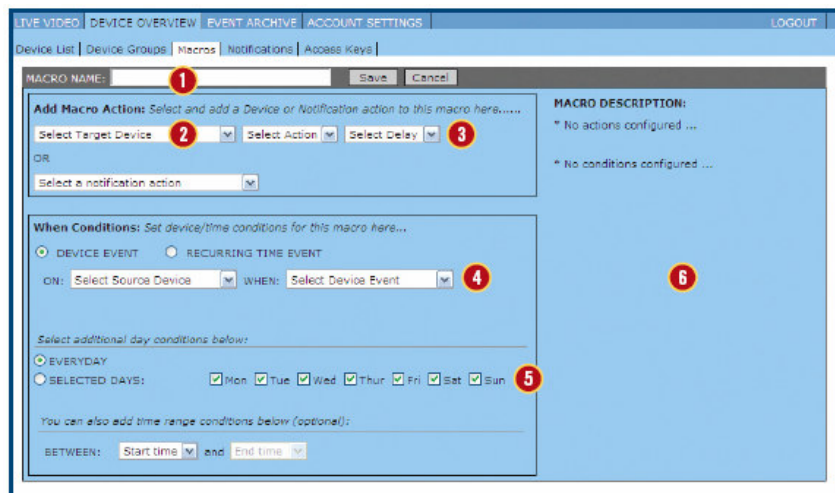 LIVE VIDEO DEVICE OVERVIEW EVENT ARCHIVE ACCOUNT SETTINGS LOGOUT
Device List Device Groups Macros Notifications Access Keys
MACRO NAME: 1 Save Cancel
Add Macro Action: Select and add a Device or Notification action to this macro here......
Select Target Device 2 Select Action Select Delay 3
OR
Select a notification action
MACRO DESCRIPTION:
* No actions configured ...
* No conditions configured ...
6
When Conditions: Set device/time conditions for this macro here...
DEVICE EVENT RECURRING TIME EVENT
ON: Select Source Device WHEN: Select Device Event 4
Select additional day conditions below:
EVERYDAY
SELECTED DAYS: Mon Tue Wed Thur Fri Sat Sun 5
You can also add time range conditions below (optional):
BETWEEN: Start time and End time